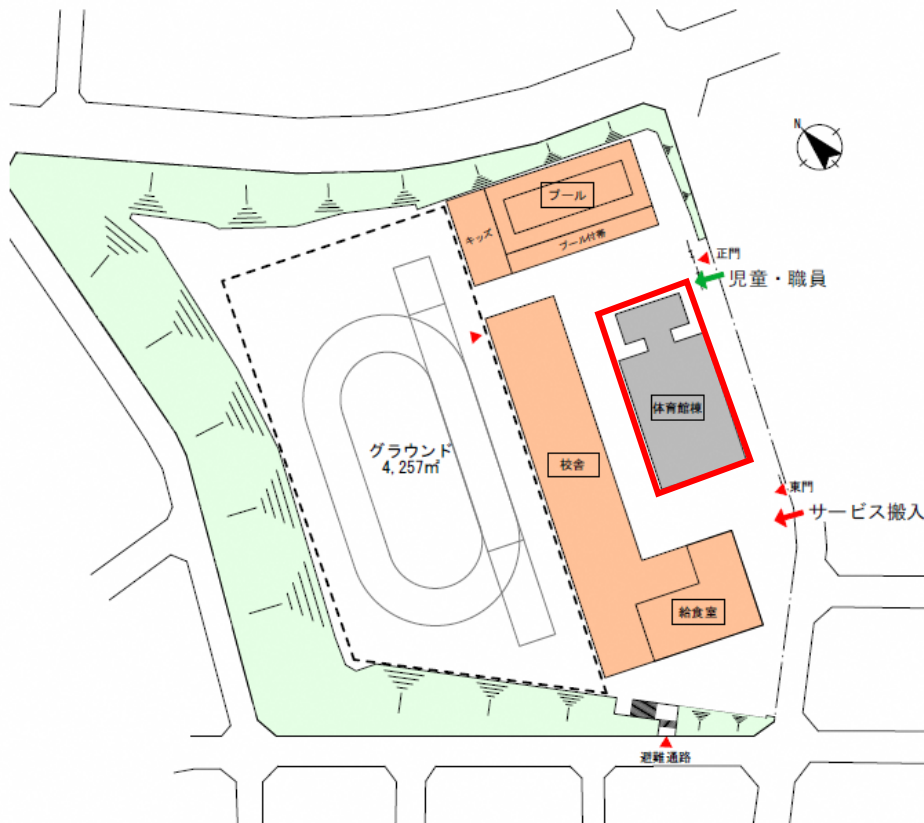 N
プール
キッズ
プール付帯
正門
児童・職員
体育館棟
グラウンド
4,257㎡
校舎
東門
サービス搬入
給食室
避難通路